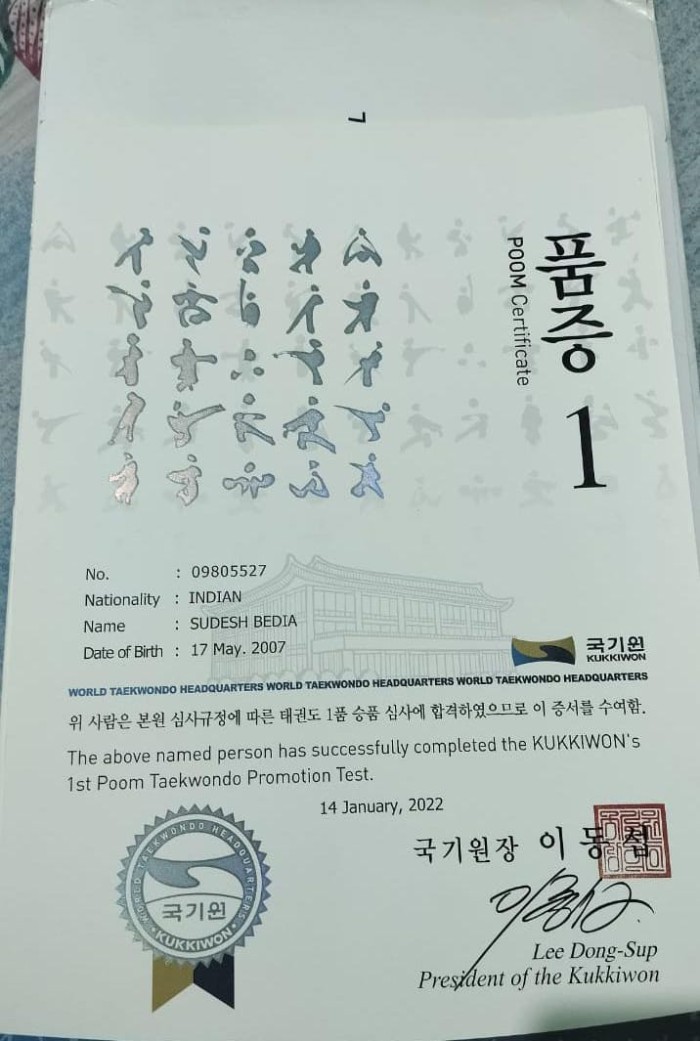 품증
POOM Certificate
1
No. : 09805527
Nationality : INDIAN
Name : SUDESH BEDIA
Date of Birth : 17 May. 2007
국기원
KUKKIWON
WORLD TAEKWONDO HEADQUARTERS WORLD TAEKWONDO HEADQUARTERS WORLD TAEKWONDO HEADQUARTERS
위 사람은 본원 심사규정에 따른 태권도 1품 승품 심사에 합격하였으므로 이 증서를 수여함.
The above named person has successfully completed the KUKKIWON's
1st Poom Taekwondo Promotion Test.
14 January, 2022
국기원장 이동섭
WORLD TAEKWONDO HEADQUARTERS
국기원
KUKKIWON
Lee Dong-Sup
President of the Kukkiwon